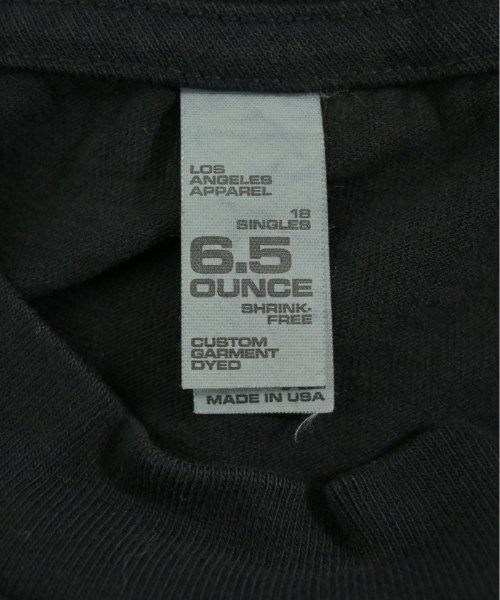 LOS
ANGELES
APPAREL
18
SINGLES
6.5
OUNCE
SHRINK-
FREE
CUSTOM
GARMENT
DYED
MADE IN USA